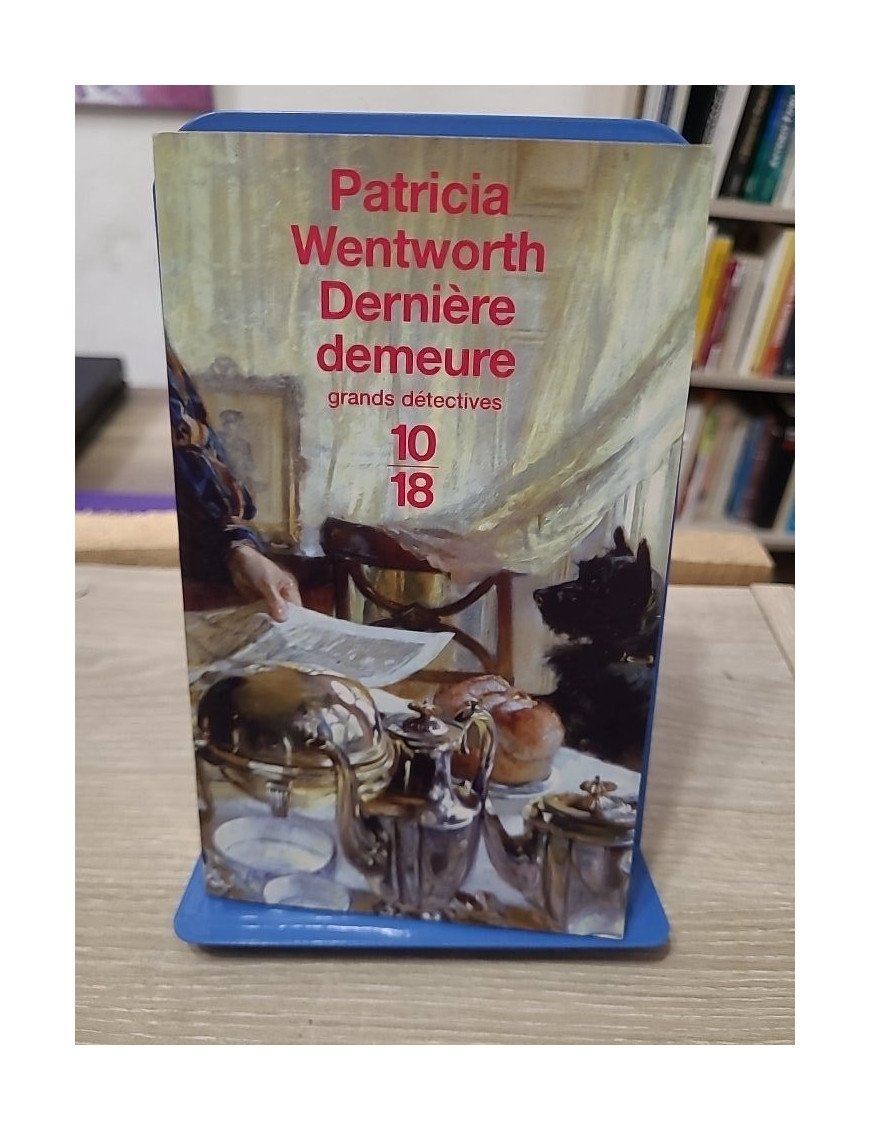 Patricia
Wentworth
Dernière
demeure
grands détectives
10
18